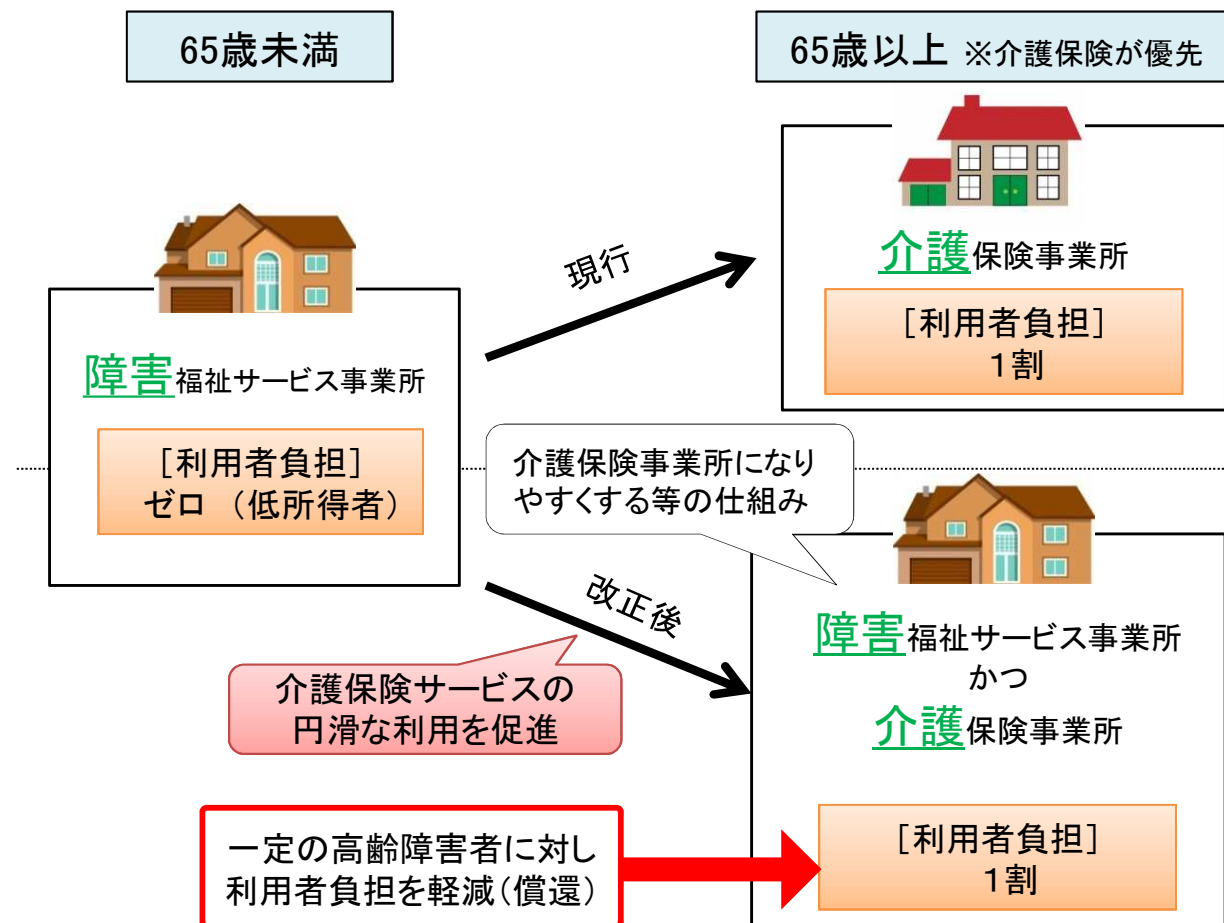 65歳未満
65歳以上 ※介護保険が優先
現行
介護保険事業所
[利用者負担]
1割
障害福祉サービス事業所
[利用者負担]
ゼロ (低所得者)
介護保険事業所になり
やすくする等の仕組み
改正後
介護保険サービスの
円滑な利用を促進
障害福祉サービス事業所
かつ
介護保険事業所
一定の高齢障害者に対し
利用者負担を軽減(償還)
[利用者負担]
1割